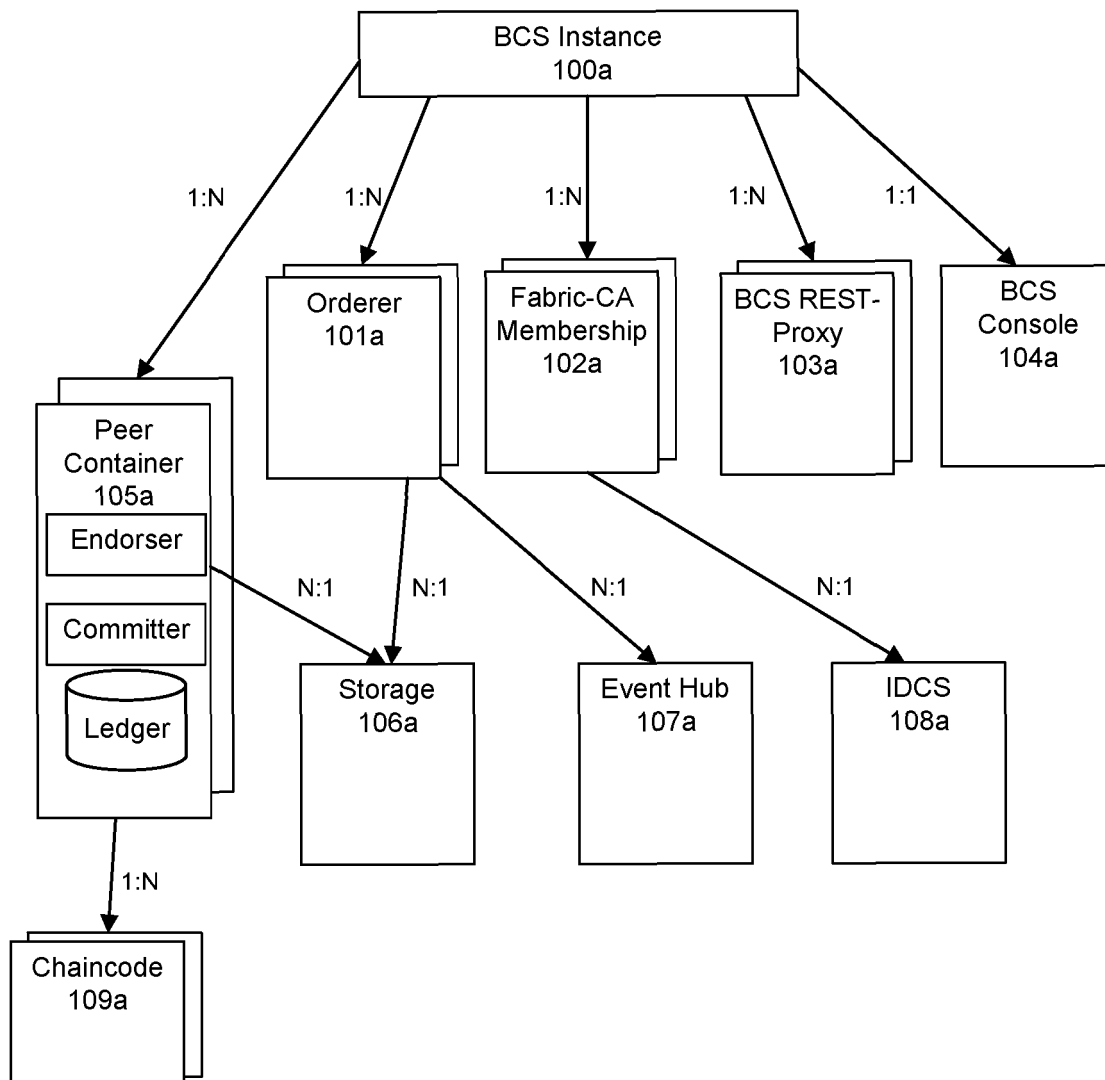 BCS Instance
100a
1:N
1:N
1:N
1:N
1:1
Orderer
101a
Fabric-CA
Membership
102a
BCS REST-
Proxy
103a
BCS
Console
104a
Peer
Container
105a
Endorser
Committer
Ledger
N:1
N:1
N:1
N:1
Storage
106a
Event Hub
107a
IDCS
108a
1:N
Chaincode
109a